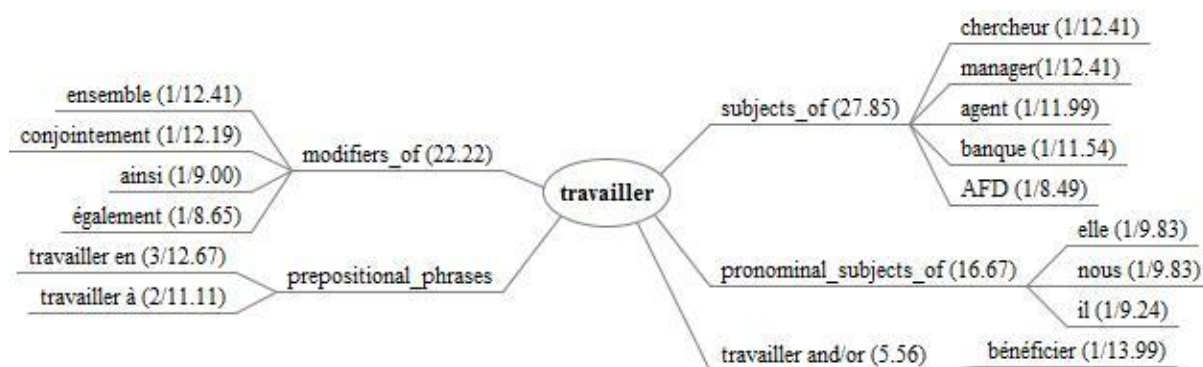 ensemble (1/12.41)
conjointement (1/12.19)
ainsi (1/9.00)
également (1/8.65)
modifiers_of (22.22)
travailler en (3/12.67)
travailler à (2/11.11)
prepositional_phrases
travailler
subjects_of (27.85)
chercheur (1/12.41)
manager(1/12.41)
agent (1/11.99)
banque (1/11.54)
AFD (1/8.49)
pronominal_subjects_of (16.67)
elle (1/9.83)
nous (1/9.83)
il (1/9.24)
travailler and/or (5.56)
bénéficier (1/13.99)